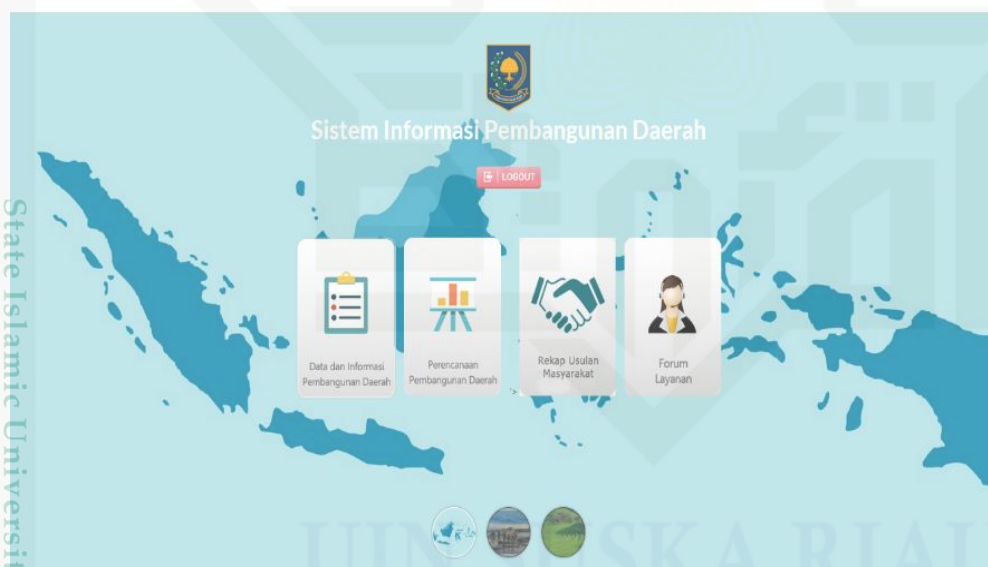 Sistem Informasi Pembangunan Daerah
LOGOUT
Data dan Informasi
Pembangunan Daerah
Perencanaan
Pembangunan Daerah
Rekap Usulan
Masyarakat
Forum
Layanan
State Islamic Universit
UIN SUSKA RIAU